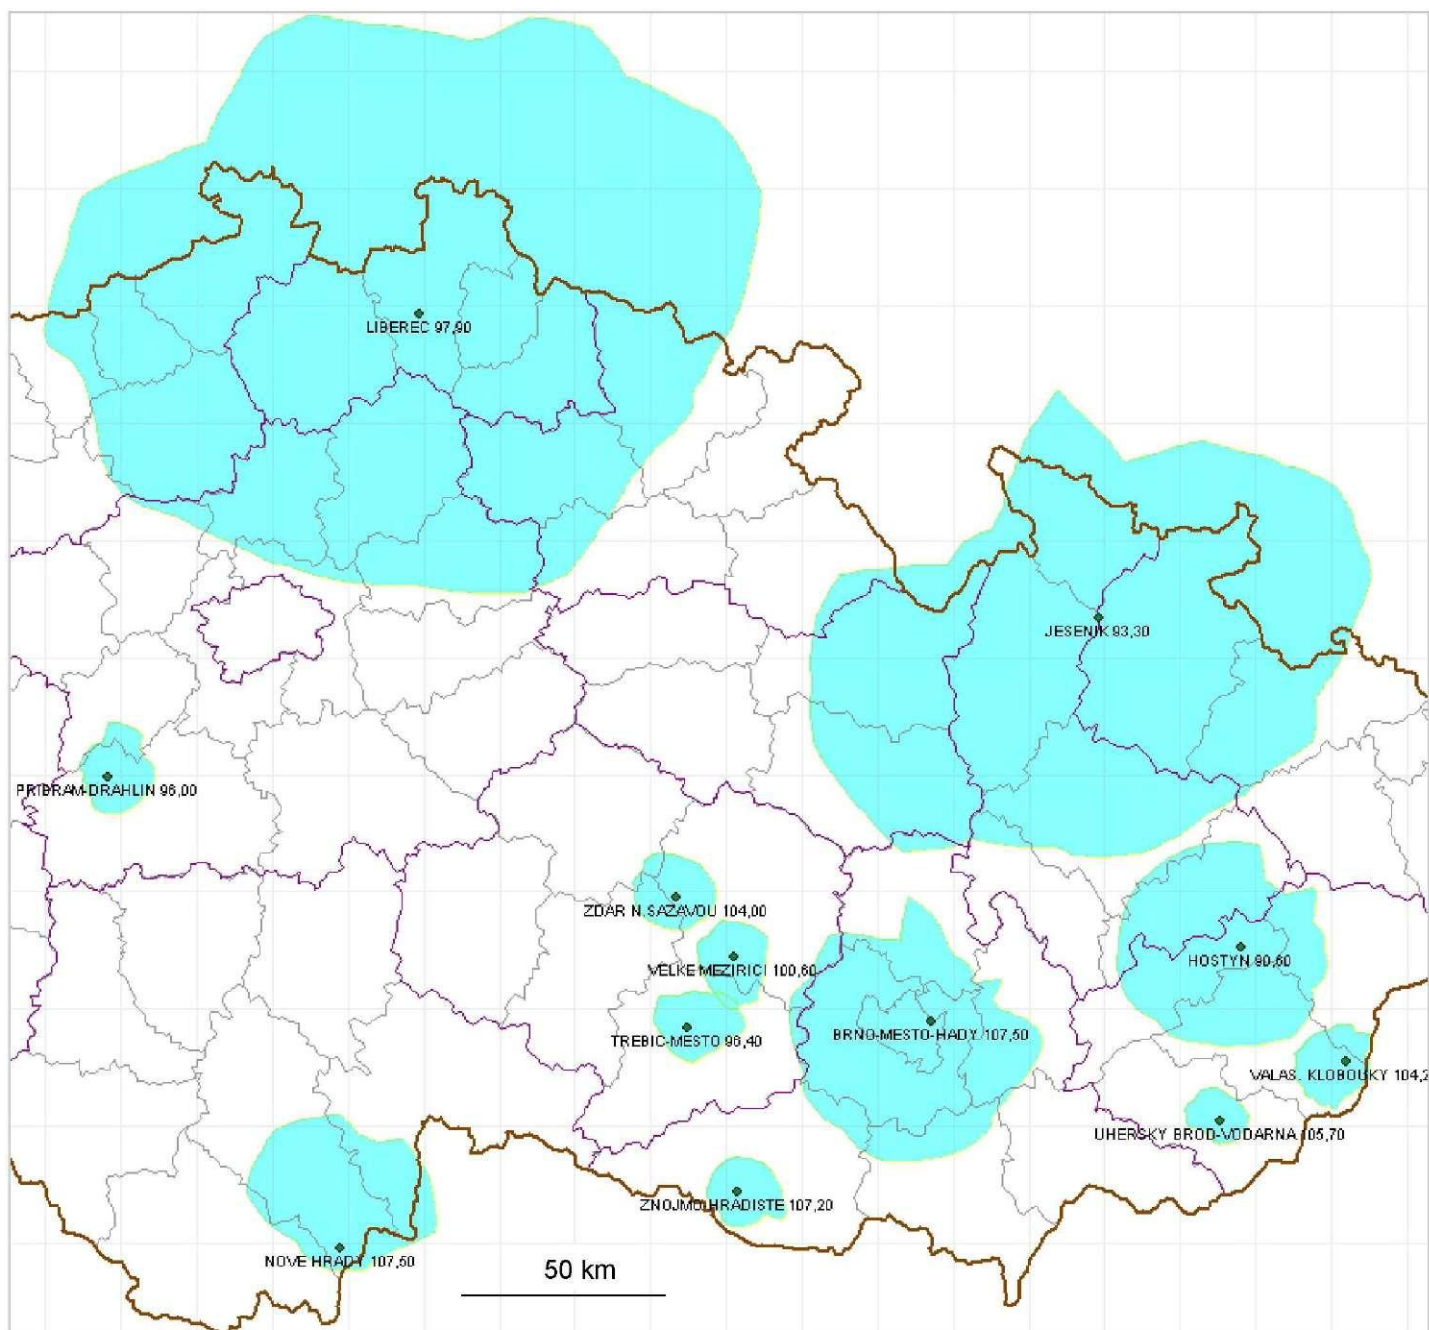 LIBEREC 97,90
JESENIK 93,30
PRIBRAM-DRAHLIN 96,00
ZDAR N.SAZAVOU 104,00
VELKE MEZIRICI 100,60
HOSTYN 90,60
TREBIC-MESTO 96,40
BRNO-MESTO-HADY 107,50
VALAS. KLOBOUKY 104,2
UHERSKY BROD-VODARNA 105,70
ZNOJMO HRADISTE 107,20
NOVE HRADY 107,50
50 km